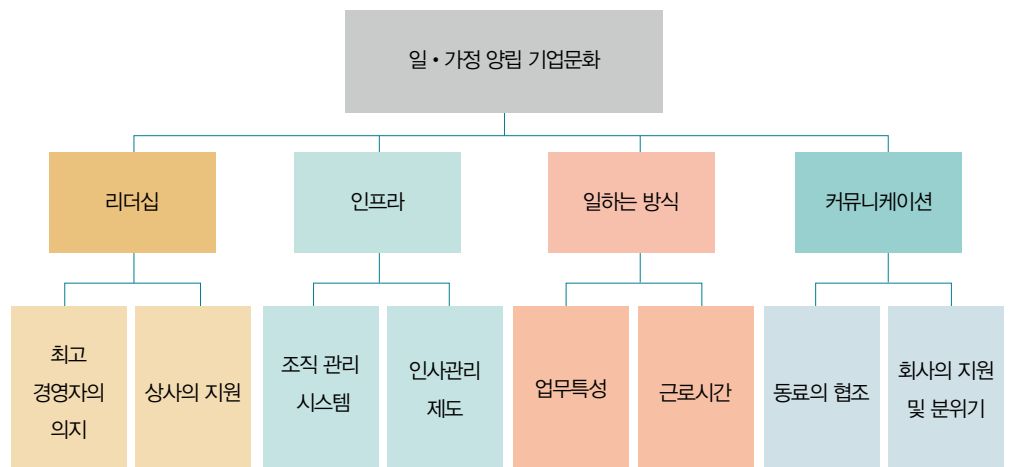 일·가정 양립 기업문화
리더십
인프라
일하는 방식
커뮤니케이션
최고
경영자의
의지
상사의 지원
조직 관리
시스템
인사관리
제도
업무특성
근로시간
동료의 협조
회사의 지원
및 분위기